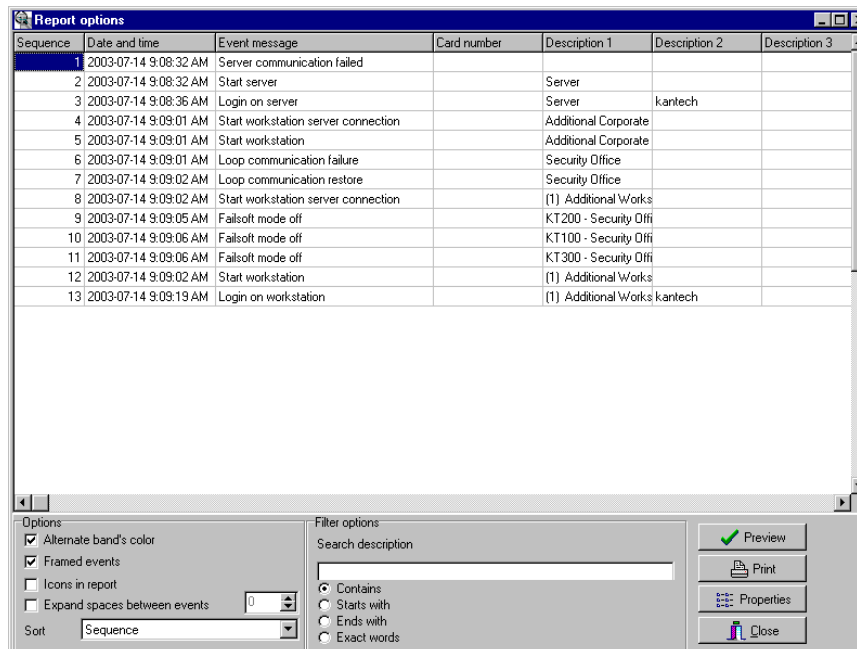 Report options
Sequence Date and time Event message Card number Description 1 Description 2 Description 3
1 2003-07-14 9:08:32 AM Server communication failed
2 2003-07-14 9:08:32 AM Start server Server
3 2003-07-14 9:08:36 AM Login on server Server kantech
4 2003-07-14 9:09:01 AM Start workstation server connection Additional Corporate
5 2003-07-14 9:09:01 AM Start workstation Additional Corporate
6 2003-07-14 9:09:01 AM Loop communication failure Security Office
7 2003-07-14 9:09:02 AM Loop communication restore Security Office
8 2003-07-14 9:09:02 AM Start workstation server connection (1) Additional Works
9 2003-07-14 9:09:05 AM Failsoft mode off KT200 - Security Offi
10 2003-07-14 9:09:06 AM Failsoft mode off KT100 - Security Offi
11 2003-07-14 9:09:06 AM Failsoft mode off KT300 - Security Offi
12 2003-07-14 9:09:02 AM Start workstation (1) Additional Works
13 2003-07-14 9:09:19 AM Login on workstation (1) Additional Works kantech
Options
Alternate band's color
Framed events
Icons in report
Expand spaces between events 0
Sort Sequence
Filter options
Search description
Contains
Starts with
Ends with
Exact words
Preview
Print
Properties
Close